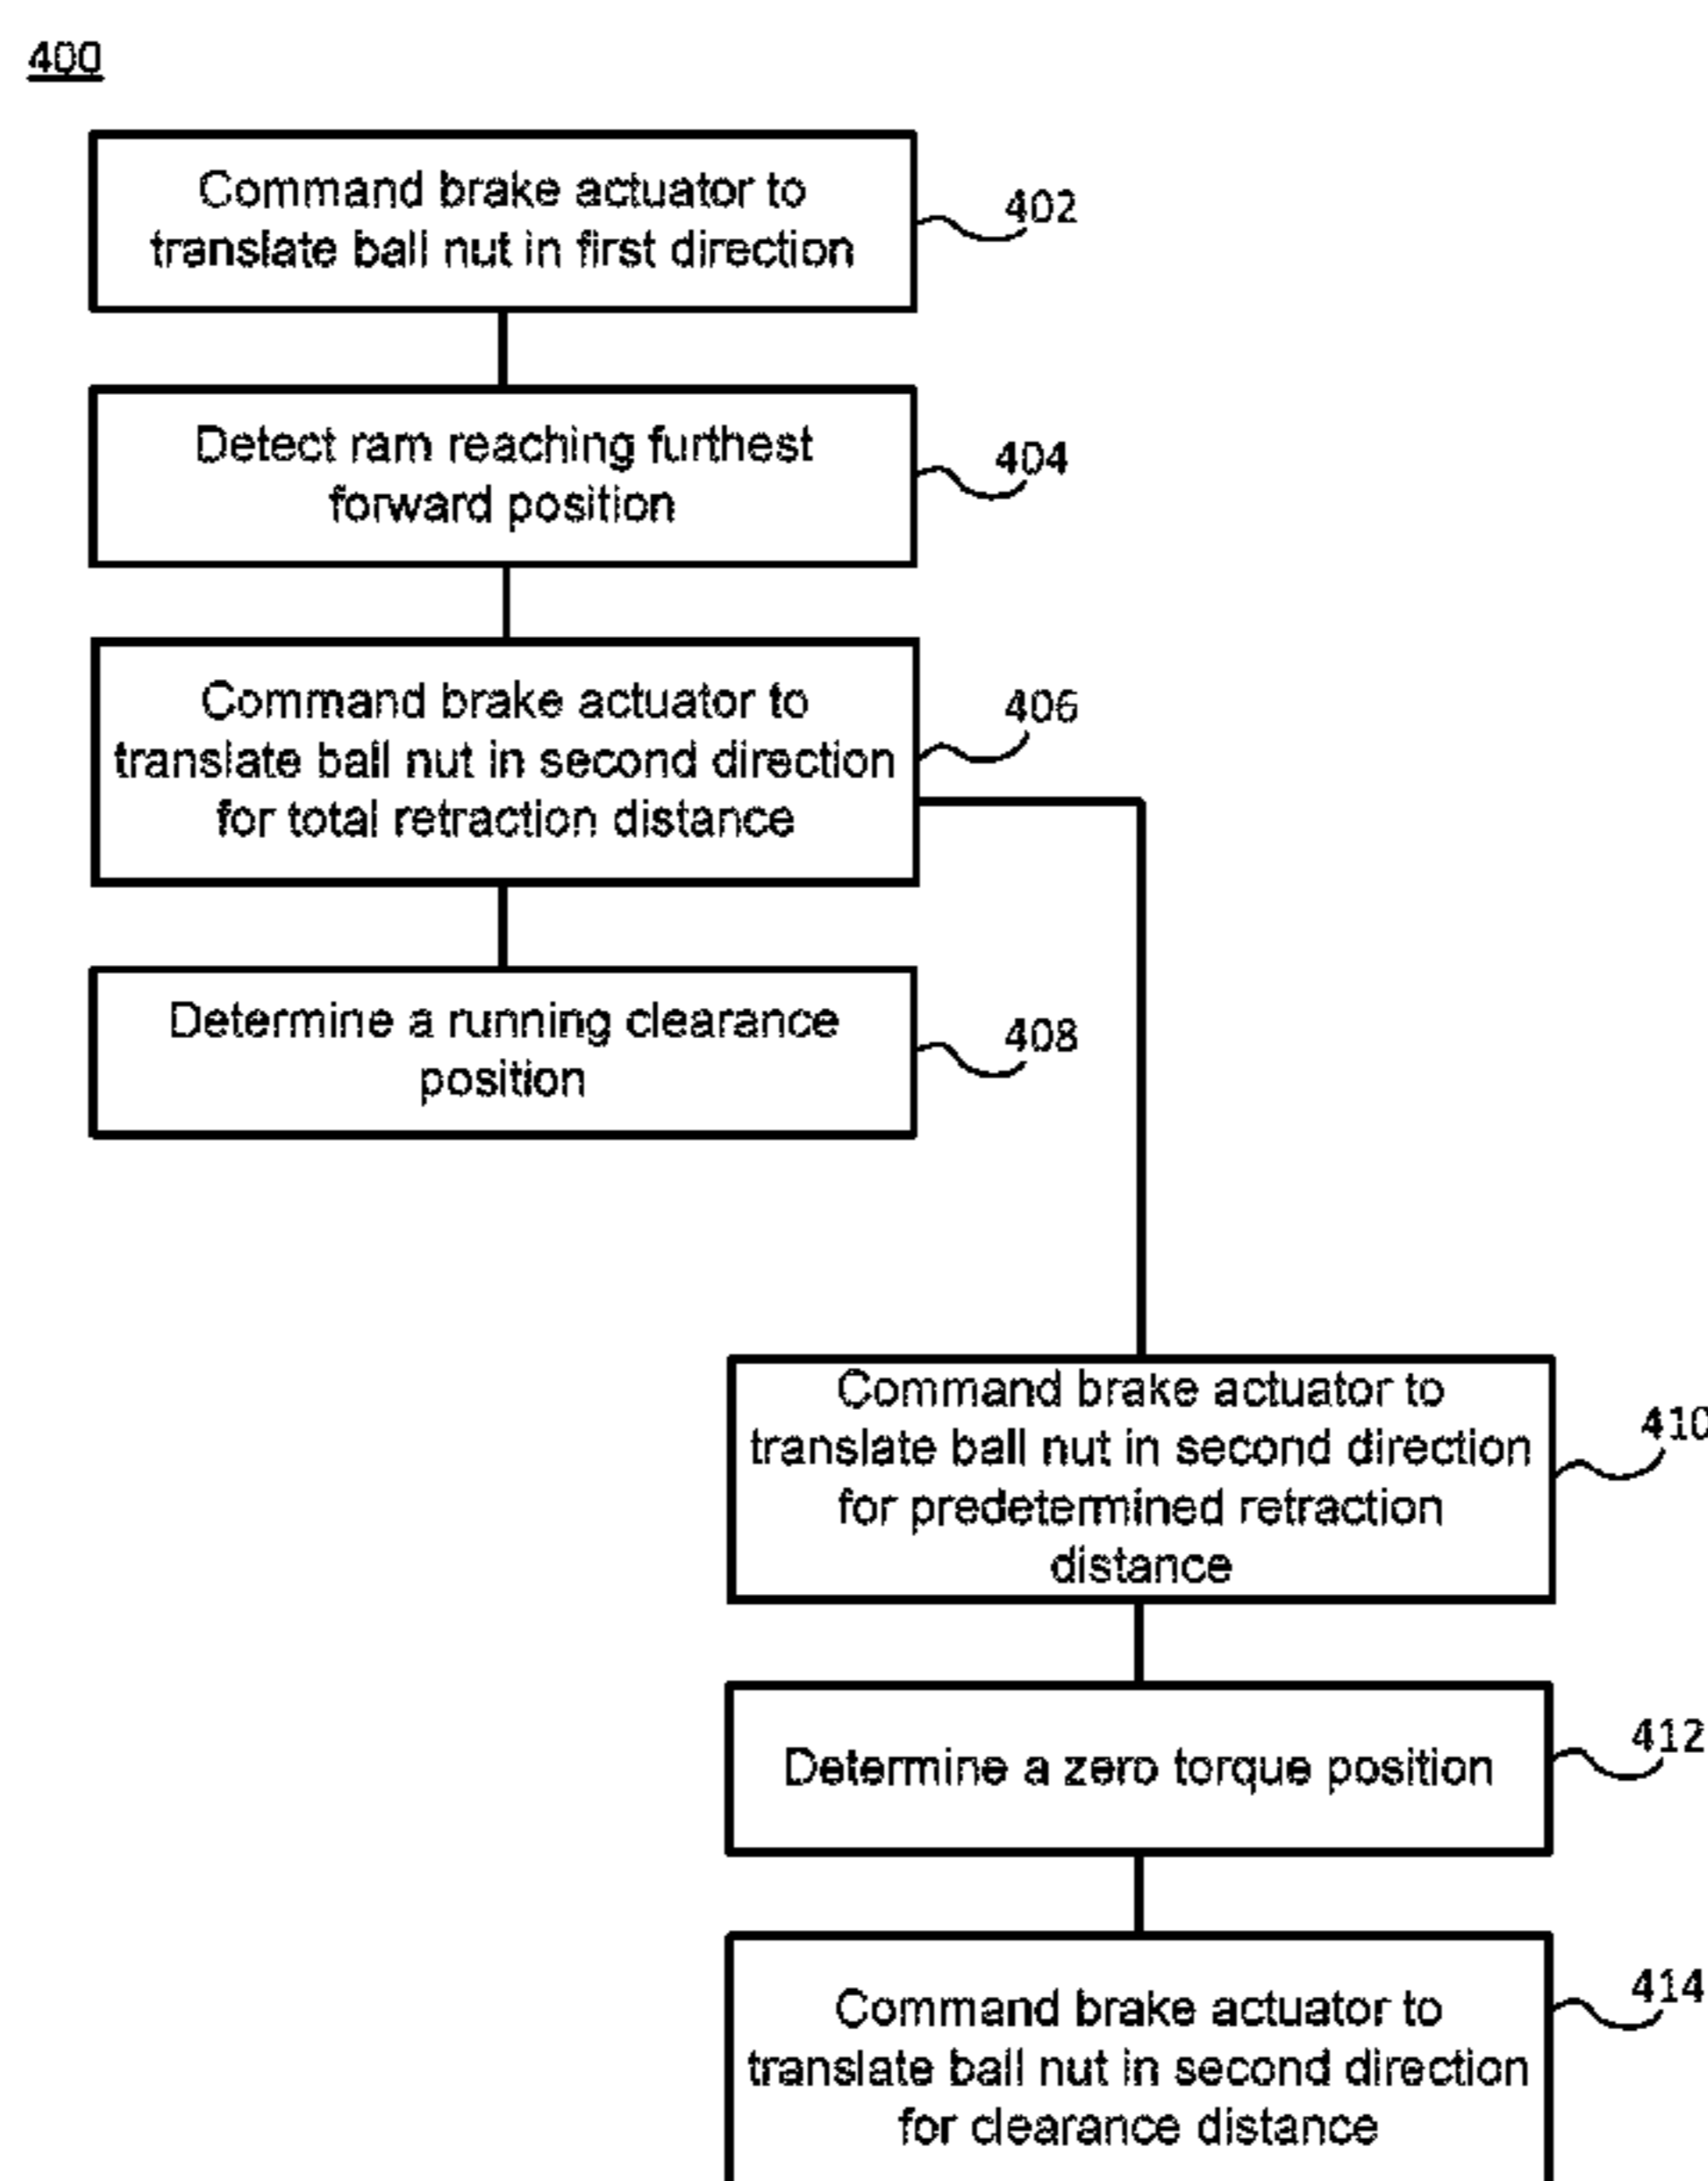 400
Command brake actuator to
translate ball nut in first direction
402
Detect ram reaching furthest
forward position
404
Command brake actuator to
translate ball nut in second direction
for total retraction distance
406
Determine a running clearance
position
408
Command brake actuator to
translate ball nut in second direction
for predetermined retraction
distance
410
Determine a zero torque position
412
Command brake actuator to
translate ball nut in second direction
for clearance distance
414